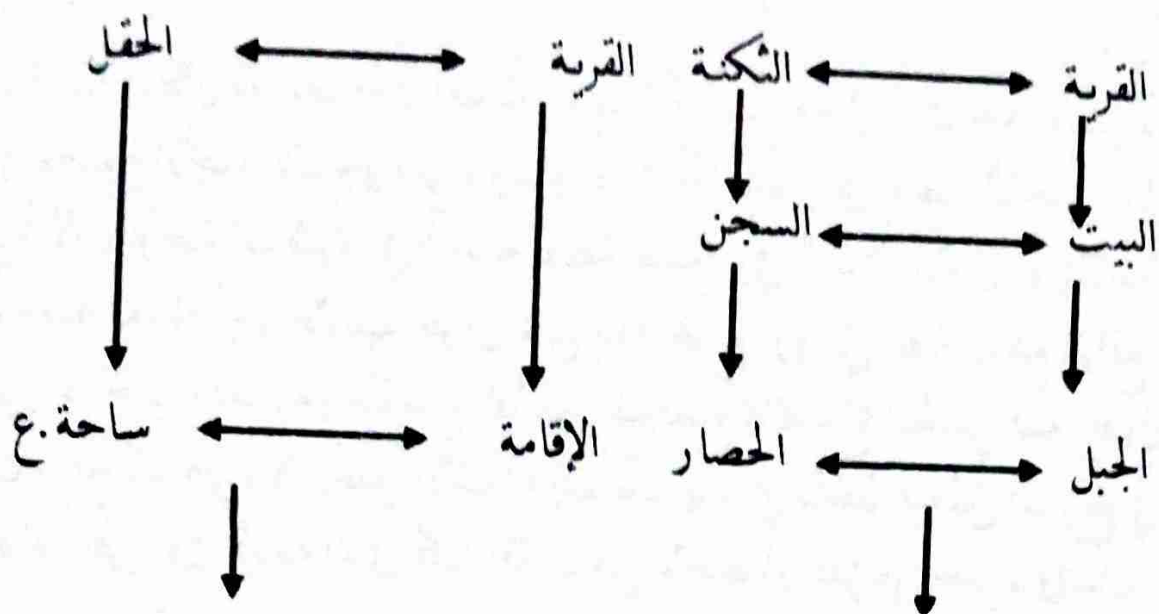 القرية الثكنة القرية الحقل
البيت السجن
الجبل الحصار الإقامة ساحة.ع